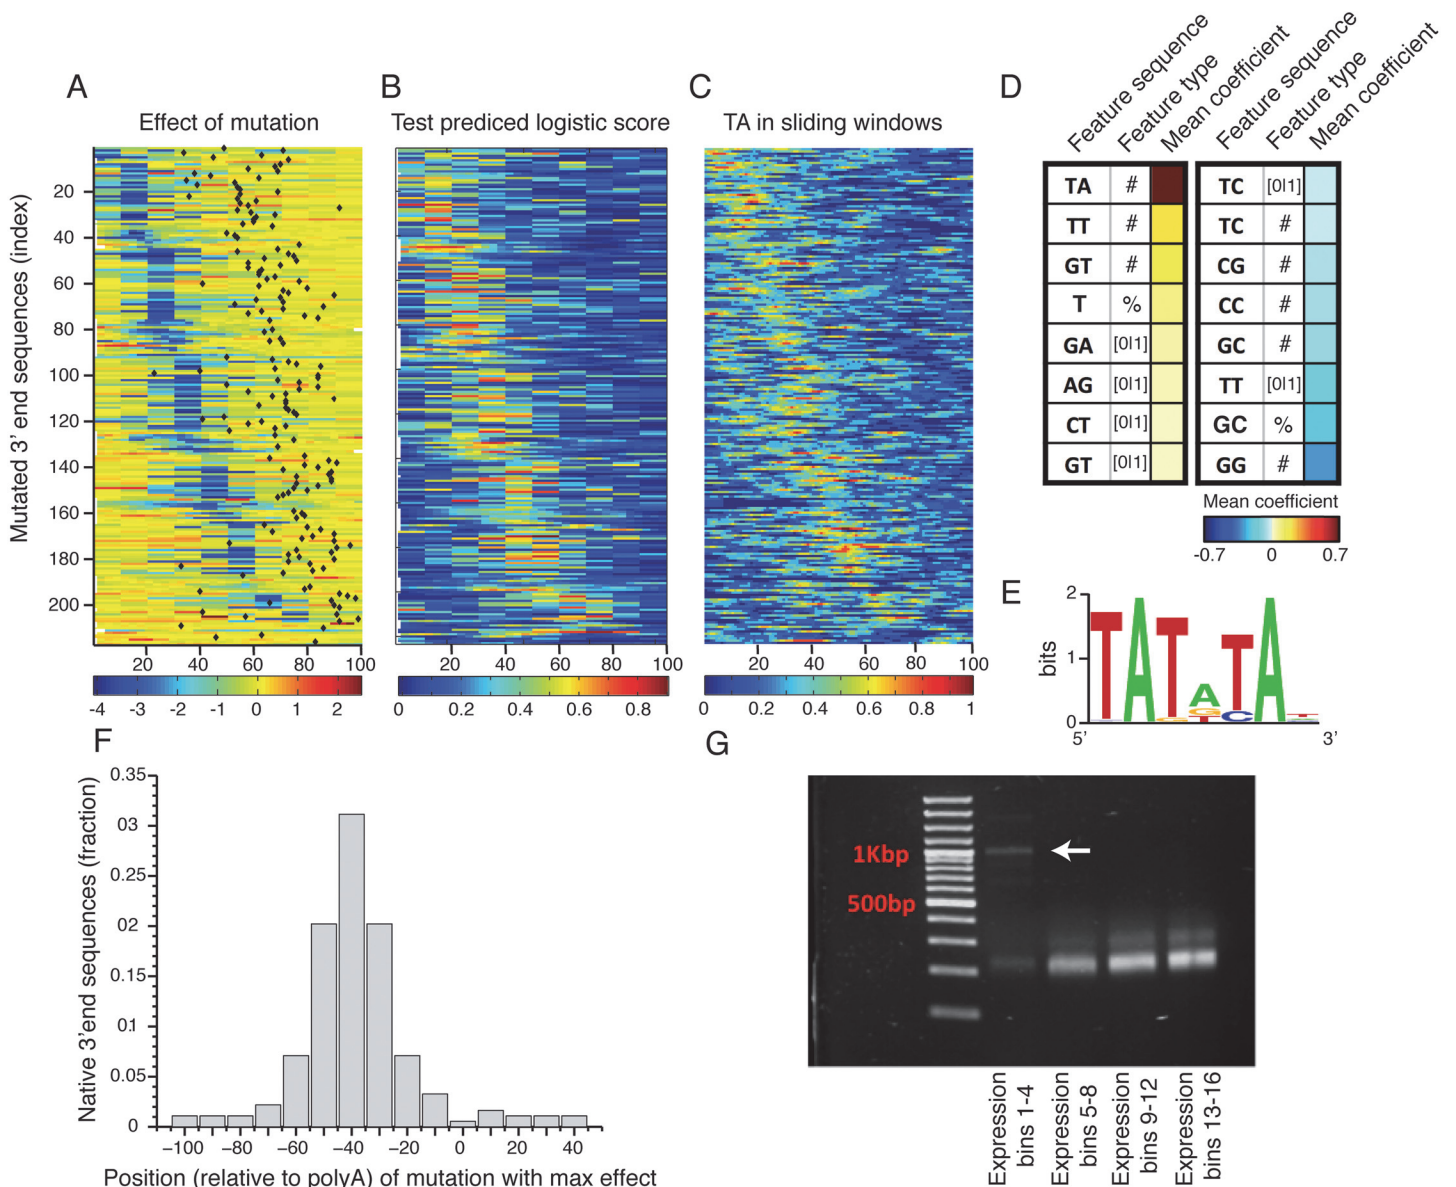 A
Effect of mutation
Mutated 3' end sequences (index)
20
40
60
80
100
120
140
160
180
200
20 40 60 80 100
-4 -3 -2 -1 0 1 2
B
Test prediced logistic score
20 40 60 80 100
0 0.2 0.4 0.6 0.8
C
TA in sliding windows
20 40 60 80 100
0 0.2 0.4 0.6 0.8 1
D
Feature sequence
Feature type
Mean coefficient
Feature sequence
Feature type
Mean coefficient
TA # TC [0|1]
TT # TC #
GT # CG #
T % CC #
GA [0|1] GC #
AG [0|1] TT [0|1]
CT [0|1] GC %
GT [0|1] GG #
Mean coefficient
-0.7 0 0.7
E
bits
2
1
0
TATATA
G C
5' 3'
F
Native 3'end sequences (fraction)
0.35
03
0.25
02
0.15
01
0.05
0
−100 −60 −40 −20 0 20 40
Position (relative to polyA) of mutation with max effect
G
1Kbp
500bp
Expression
bins 1-4
Expression
bins 5-8
Expression
bins 9-12
Expression
bins 13-16